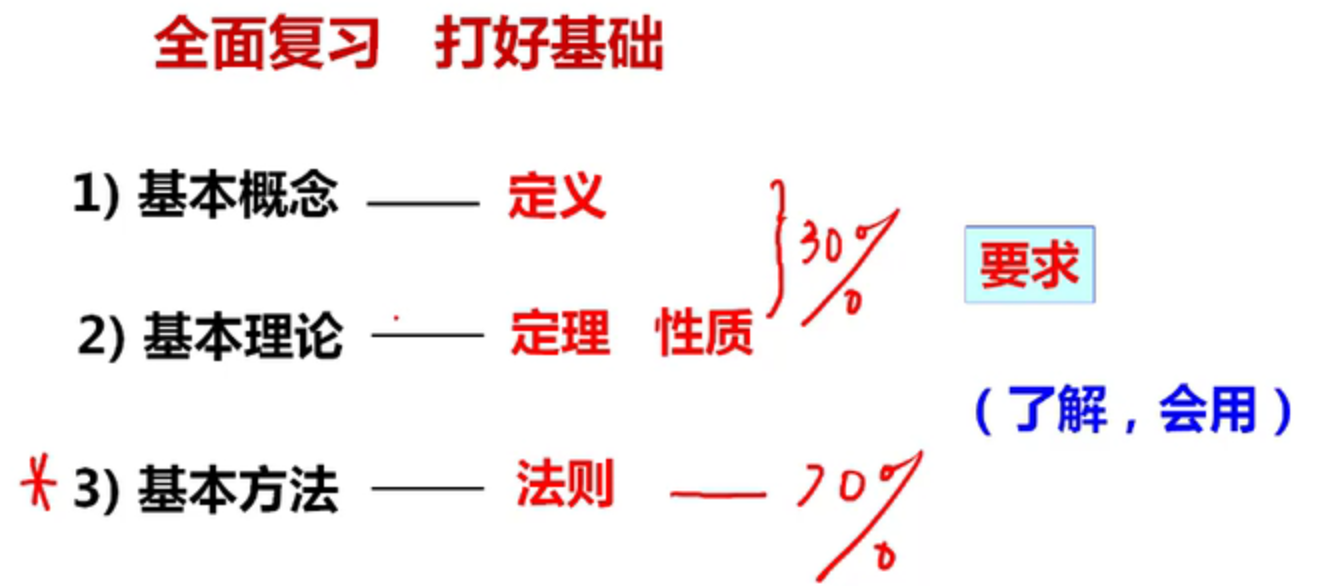 全面复习 打好基础
1) 基本概念 —— 定义
30%
要求
2) 基本理论 —— 定理 性质
(了解，会用)
* 3) 基本方法 —— 法则 — 70%